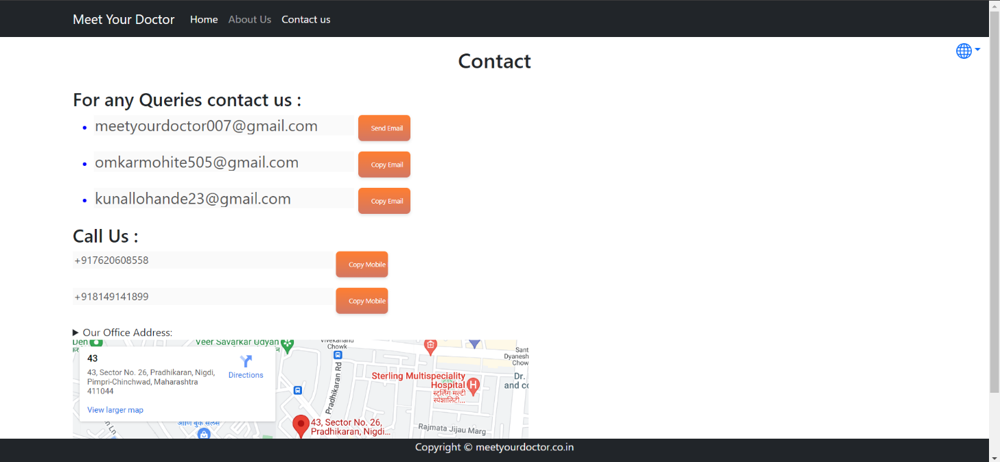 Meet Your Doctor Home About Us Contact us
Contact
For any Queries contact us :
meetyourdoctor007@gmail.com Send Email
omkarmohite505@gmail.com Copy Email
kunallohande23@gmail.com Copy Email
Call Us :
+917620608558 Copy Mobile
+918149141899 Copy Mobile
Our Office Address:
Veer Savarkar Udyan
Vivekanand
Chowk
43
43, Sector No. 26, Pradhikaran, Nigdi,
Pimpri-Chinchwad, Maharashtra
411044
Directions
View larger map
Pradhikaran Rd
Sterling Multispeciality
Hospital
स्टर्लिंग मल्टी
स्पेशालिटी...
Sant
Dyanesh
Chow
Dr.
and co
आणि बुक सेलस
43, Sector No. 26,
Pradhikaran, Nigdi...
Rajmata Jijau Marg
Copyright © meetyourdoctor.co.in